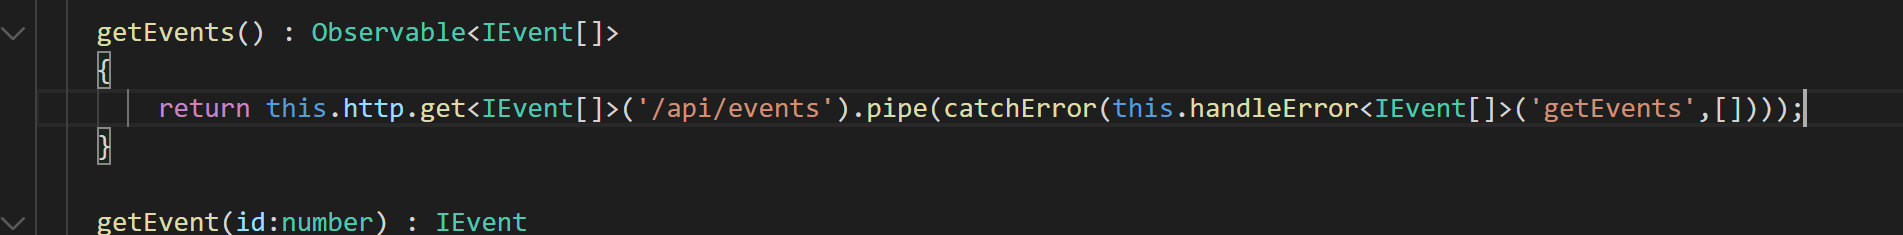 getEvents() : Observable<IEvent[]>
{
return this.http.get<IEvent[]>('/api/events').pipe(catchError(this.handleError<IEvent[]>('getEvents',[])));
}
getEvent(id:number) : IEvent